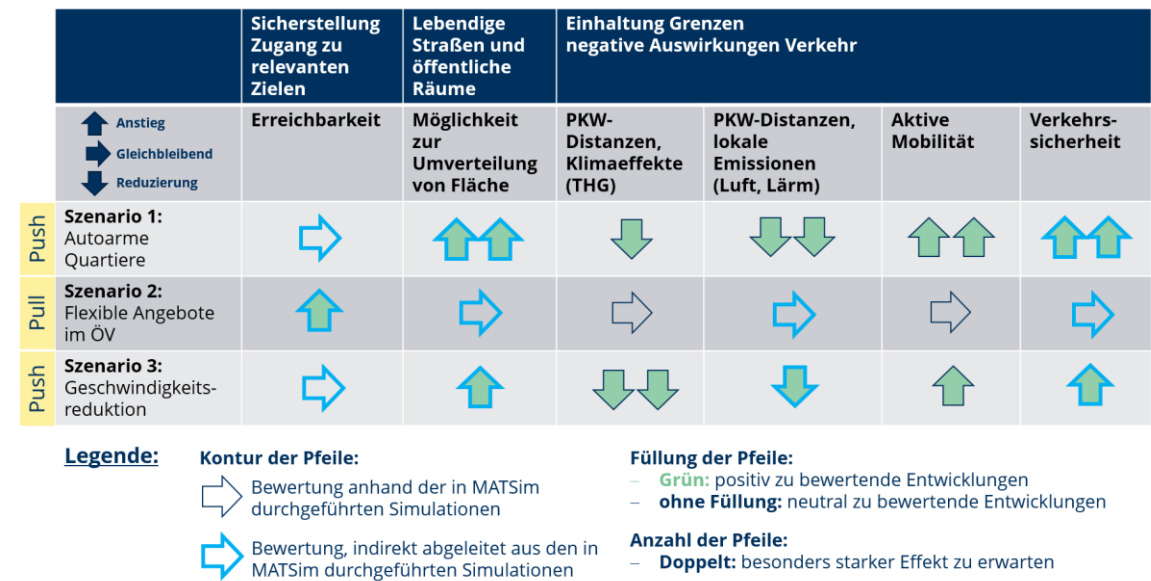 Sicherstellung
Zugang zu
relevanten
Zielen
Lebendige
Straßen und
öffentliche
Räume
Einhaltung Grenzen
negative Auswirkungen Verkehr
Anstieg
Gleichbleibend
Reduzierung
Erreichbarkeit
Möglichkeit
zur
Umverteilung
von Fläche
PKW-
Distanzen,
Klimaeffekte
(THG)
PKW-Distanzen,
lokale
Emissionen
(Luft, Lärm)
Aktive
Mobilität
Verkehrs-
sicherheit
Push
Szenario 1:
Autoarme
Quartiere
Pull
Szenario 2:
Flexible Angebote
im ÖV
Push
Szenario 3:
Geschwindigkeits-
reduktion
Legende:
Kontur der Pfeile:
Bewertung anhand der in MATSim
durchgeführten Simulationen
Bewertung, indirekt abgeleitet aus den in
MATSim durchgeführten Simulationen
Füllung der Pfeile:
– Grün: positiv zu bewertende Entwicklungen
– ohne Füllung: neutral zu bewertende Entwicklungen
Anzahl der Pfeile:
– Doppelt: besonders starker Effekt zu erwarten